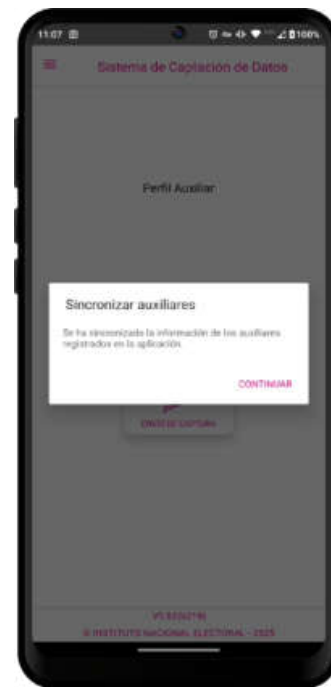 11:07
100%
Sistema de Captación de Datos
Perfil Auxiliar
Sincronizar auxiliares
Se ha sincronizado la información de los auxiliares
registrados en la aplicación.
CONTINUAR
© INSTITUTO NACIONAL ELECTORAL - 2025